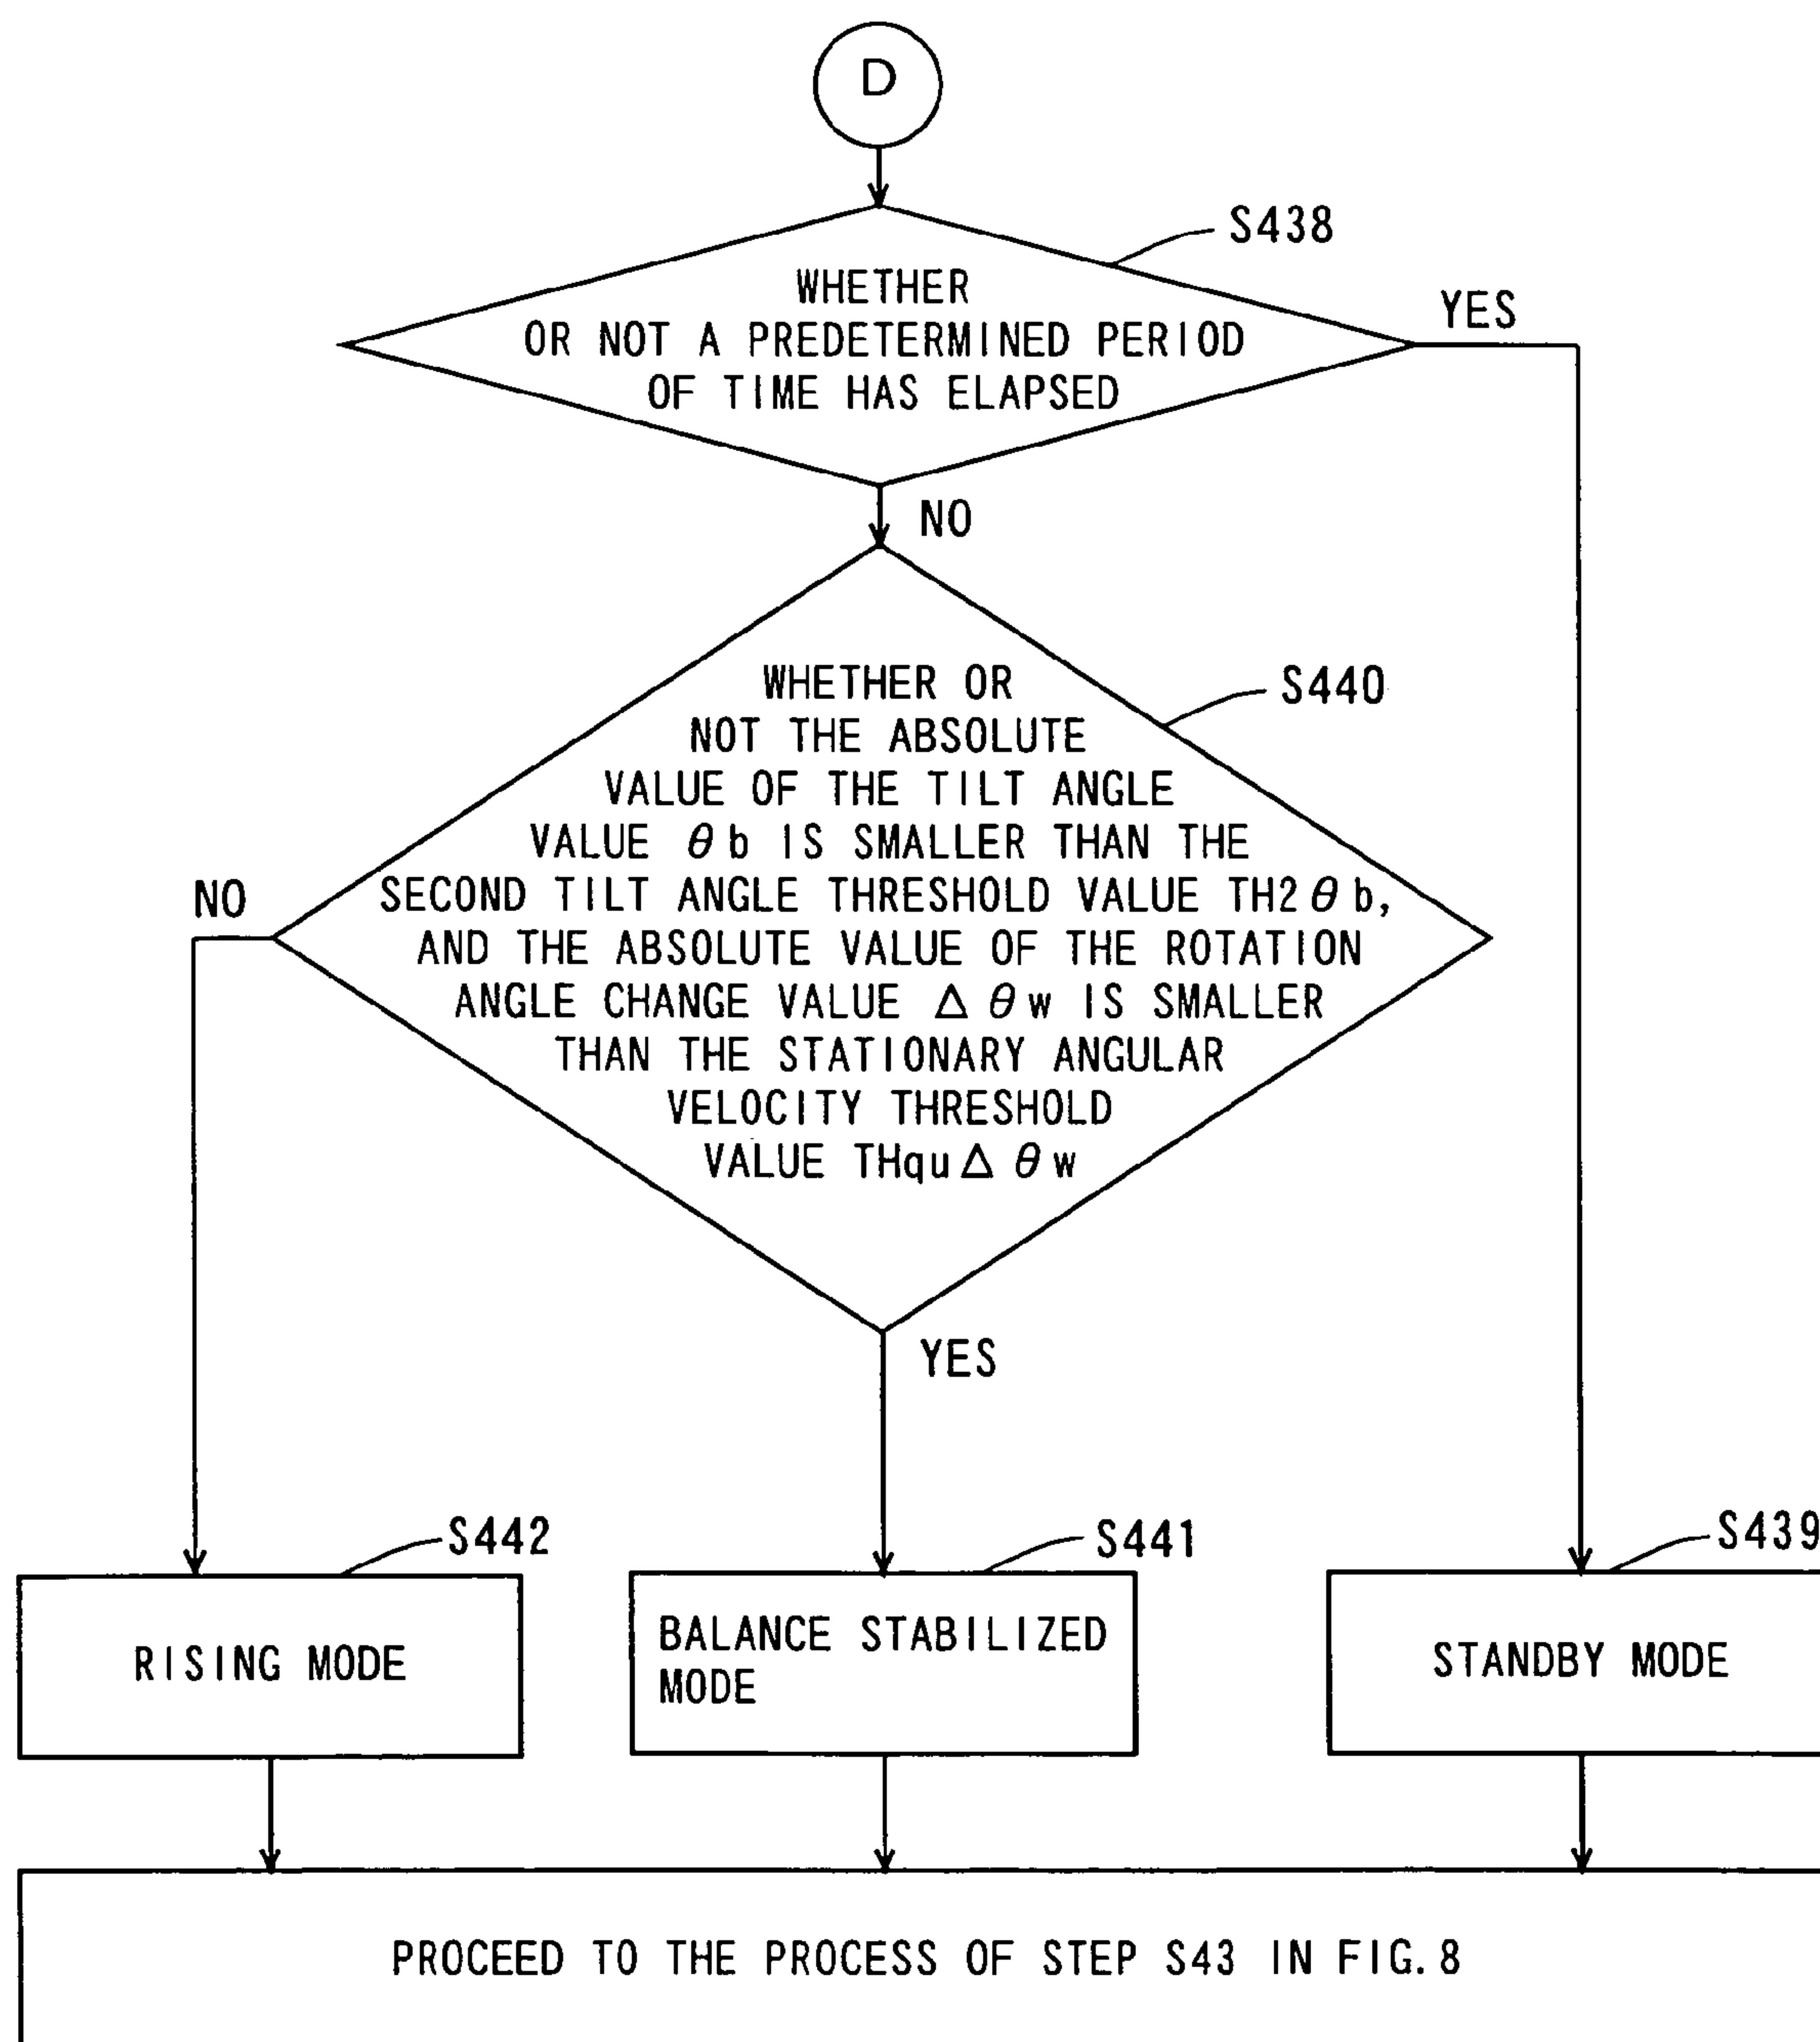 D
S438
WHETHER
OR NOT A PREDETERMINED PERIOD
OF TIME HAS ELAPSED
YES
NO
S440
WHETHER OR
NOT THE ABSOLUTE
VALUE OF THE TILT ANGLE
VALUE θb IS SMALLER THAN THE
SECOND TILT ANGLE THRESHOLD VALUE TH2θb,
AND THE ABSOLUTE VALUE OF THE ROTATION
ANGLE CHANGE VALUE Δθw IS SMALLER
THAN THE STATIONARY ANGULAR
VELOCITY THRESHOLD
VALUE THquΔθw
NO
YES
S442
RISING MODE
S441
BALANCE STABILIZED
MODE
S439
STANDBY MODE
PROCEED TO THE PROCESS OF STEP S43 IN FIG. 8